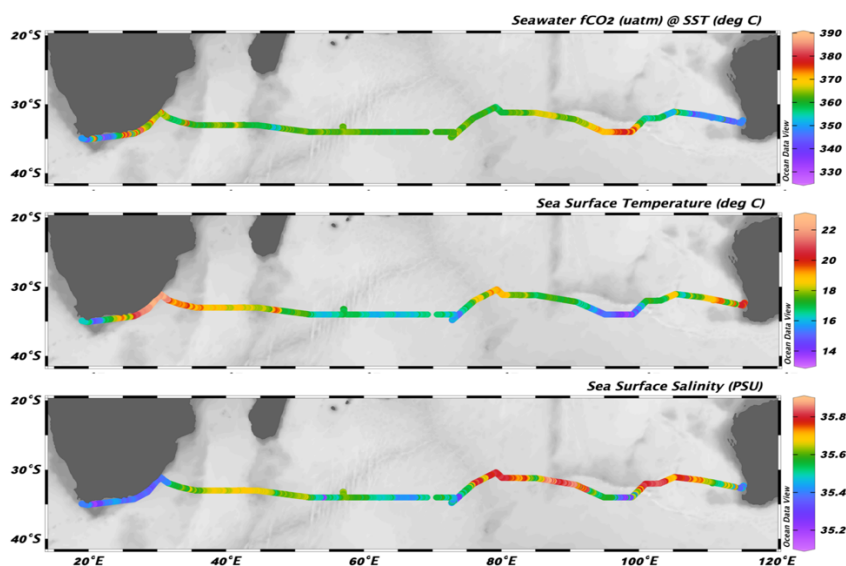 Seawater fCO2 (uatm) @ SST (deg C)
20°S
30°S
40°S
390
380
370
360
350
340
330
Ocean Data View
Sea Surface Temperature (deg C)
20°S
30°S
40°S
22
20
18
16
14
Ocean Data View
Sea Surface Salinity (PSU)
20°S
30°S
40°S
35.8
35.6
35.4
35.2
Ocean Data View
20°E
40°E
60°E
80°E
100°E
120°E